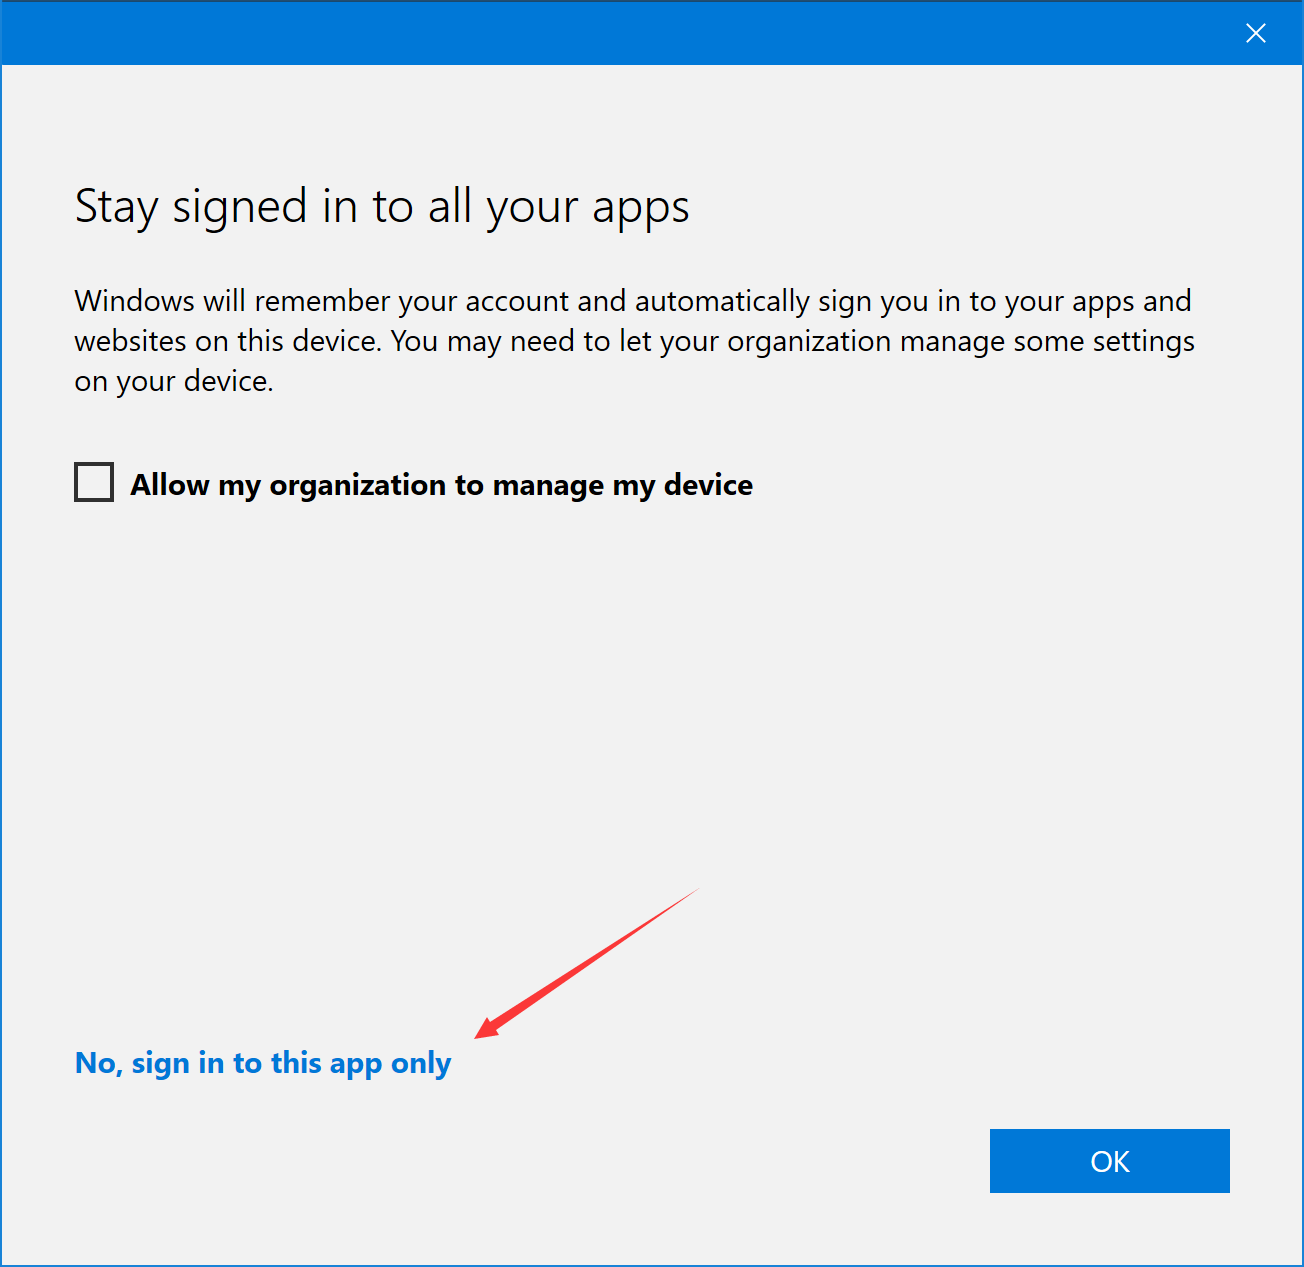 Stay signed in to all your apps
Windows will remember your account and automatically sign you in to your apps and
websites on this device. You may need to let your organization manage some settings
on your device.
Allow my organization to manage my device
No, sign in to this app only
OK